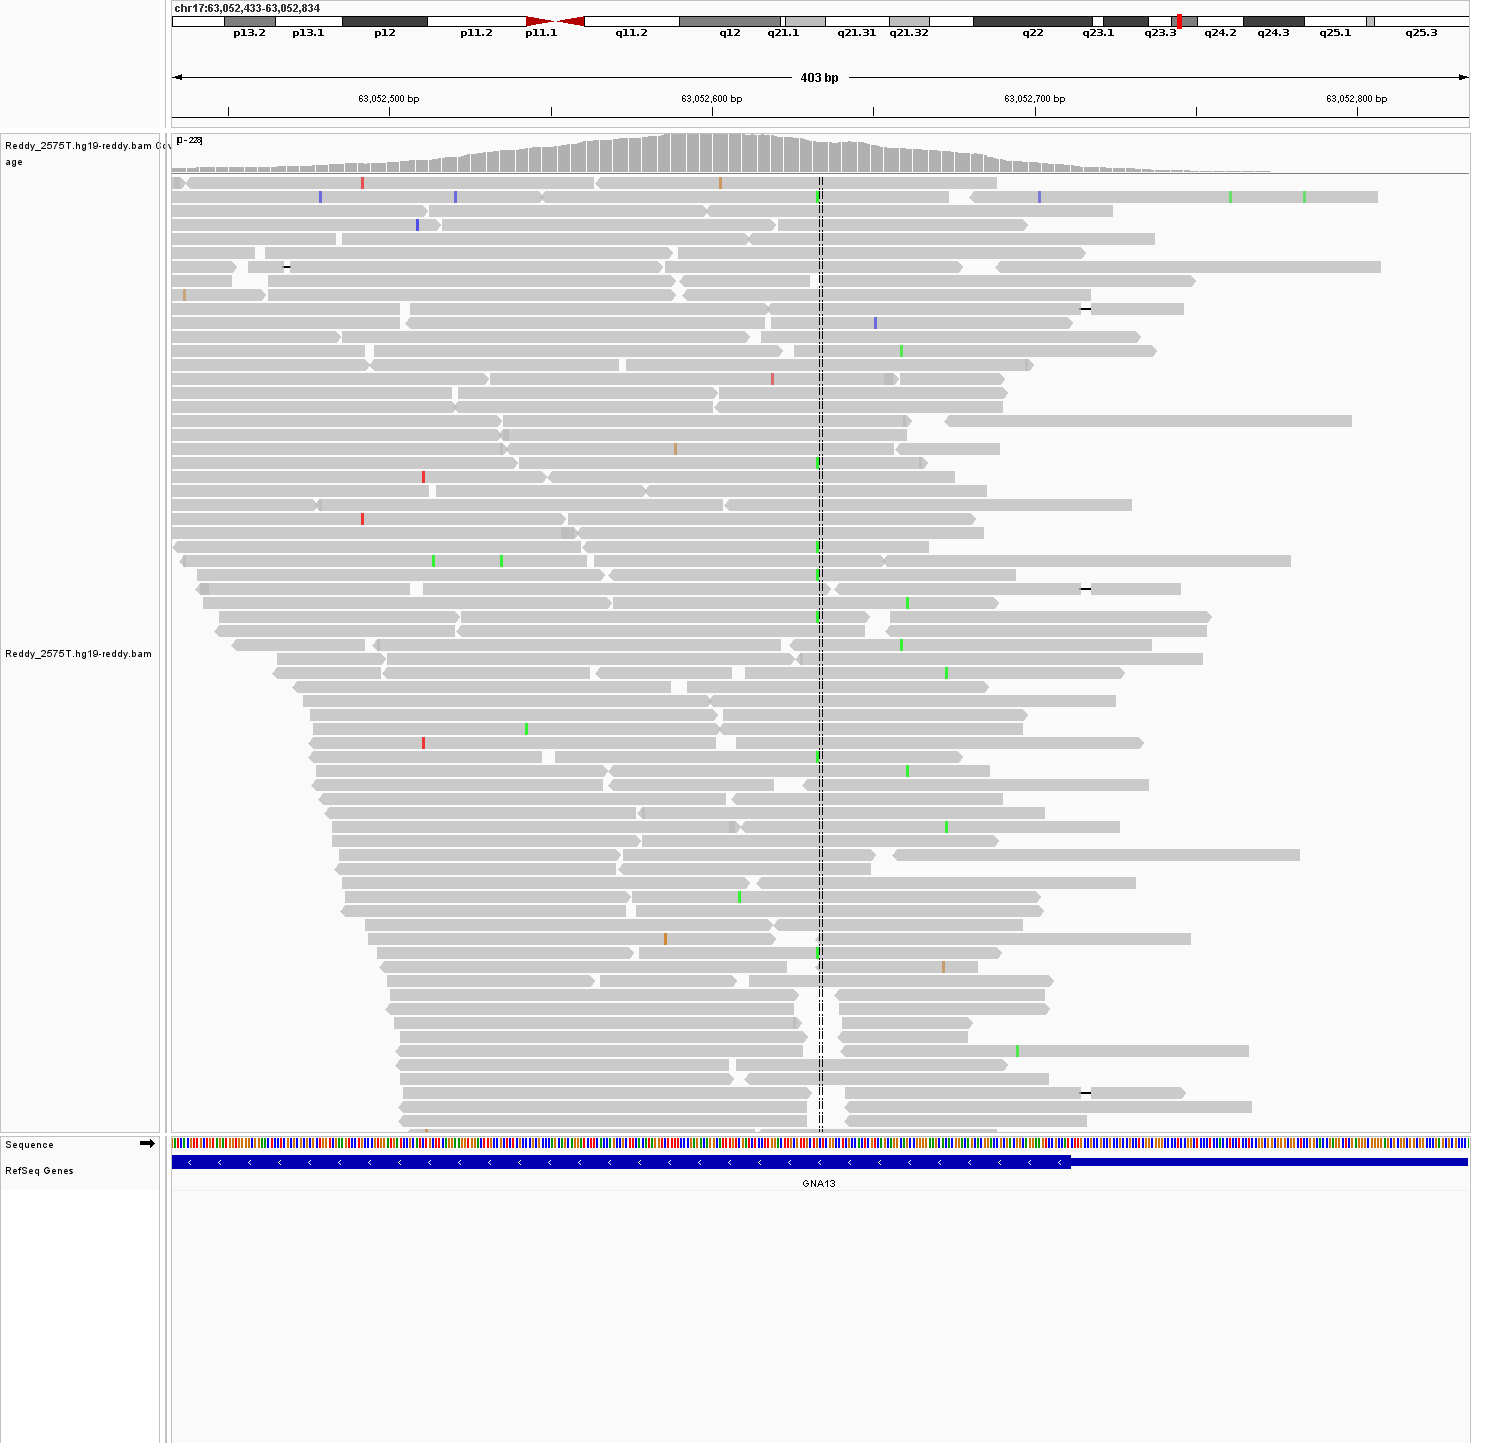 chr17:63,052,433-63,052,834
p13.2 p13.1 p12 p11.2 p11.1 q11.2 q12 q21.1 q21.31 q21.32 q22 q23.1 q23.3 q24.2 q24.3 q25.1 q25.3
403 bp
63,052,500 bp 63,052,600 bp 63,052,700 bp 63,052,800 bp
Reddy_2575T.hg19-reddy.bam Cov
age
Reddy_2575T.hg19-reddy.bam
Sequence
RefSeq Genes
GNA13